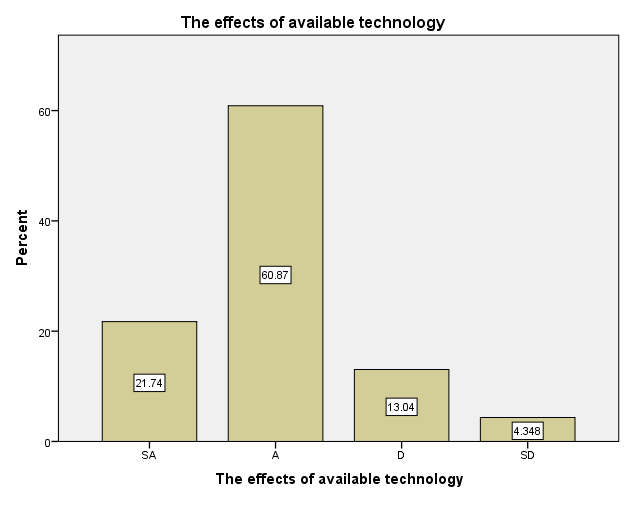 The effects of available technology
Percent
60
40
20
0
21.74
60.87
13.04
4.348
SA
A
D
SD
The effects of available technology